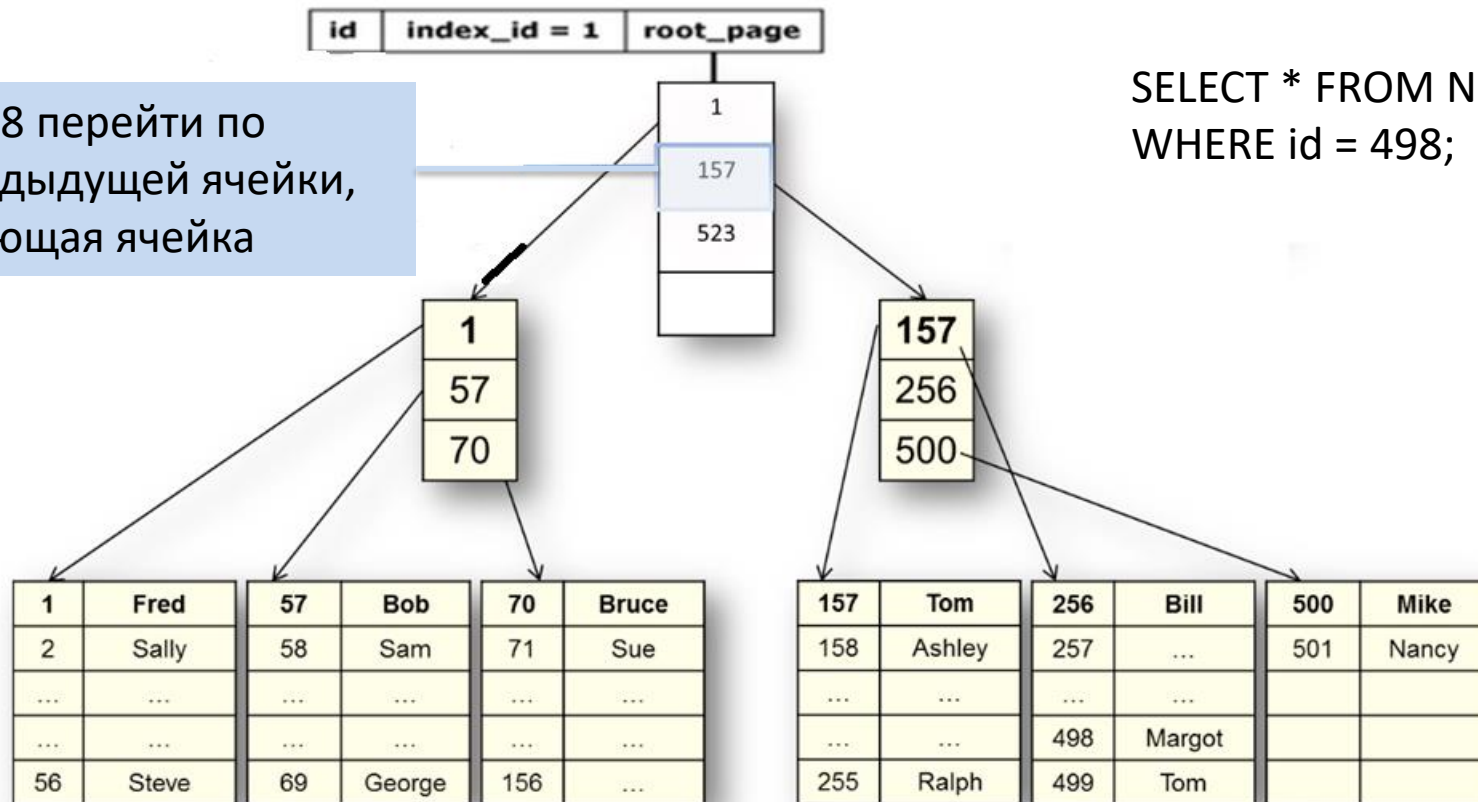 id index_id = 1 root_page
SELECT * FROM N
WHERE id = 498;
8 перейти по
ячейки,
ячейка
1
157
523
1
57
70
157
256
500
1 Fred 57 Bob 70 Bruce 157 Tom 256 Bill 500 Mike
2 Sally 58 Sam 71 Sue 158 Ashley 257 ... 501 Nancy
... ... ... ... ... ... ... ... ... ...
... ... ... ... ... ... ... ... 498 Margot
56 Steve 69 George 156 ... 255 Ralph 499 Tom